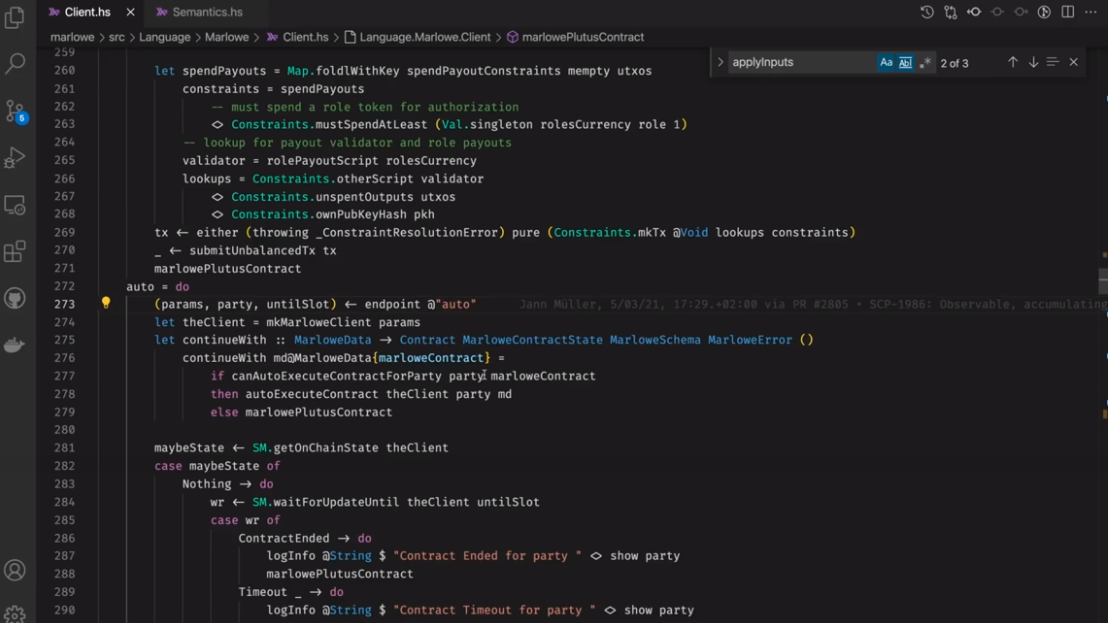 Client.hs
Semantics.hs
marlowe > src > Language > Marlowe > Client.hs > Language.Marlowe.Client > marlowePlutusContract
applyInputs Aa Abl .* 2 of 3
5
259
260 let spendPayouts = Map.foldlWithKey spendPayoutConstraints mempty utxos
261 constraints = spendPayouts
262 -- must spend a role token for authorization
263 <> Constraints.mustSpendAtLeast (Val.singleton rolesCurrency role 1)
264 -- lookup for payout validator and role payouts
265 validator = rolePayoutScript rolesCurrency
266 lookups = Constraints.otherScript validator
267 <> Constraints.unspentOutputs utxos
268 <> Constraints.ownPubKeyHash pkh
269 tx ← either (throwing _ConstraintResolutionError) pure (Constraints.mkTx @Void lookups constraints)
270 _ ← submitUnbalancedTx tx
271 marlowePlutusContract
272 auto = do
273 (params, party, untilSlot) ← endpoint @"auto" Jann Müller, 5/03/21, 17:29.+02:00 via PR #2805 • SCP-1986: Observable, accumulating
274 let theClient = mkMarloweClient params
275 let continueWith :: MarloweData → Contract MarloweContractState MarloweSchema MarloweError ()
276 continueWith md@MarloweData{marloweContract} =
277 if canAutoExecuteContractForParty party marloweContract
278 then autoExecuteContract theClient party md
279 else marlowePlutusContract
280
281 maybeState ← SM.getOnChainState theClient
282 case maybeState of
283 Nothing → do
284 wr ← SM.waitForUpdateUntil theClient untilSlot
285 case wr of
286 ContractEnded → do
287 logInfo @String $ "Contract Ended for party " <> show party
288 marlowePlutusContract
289 Timeout _ → do
290 logInfo @String $ "Contract Timeout for party " <> show party